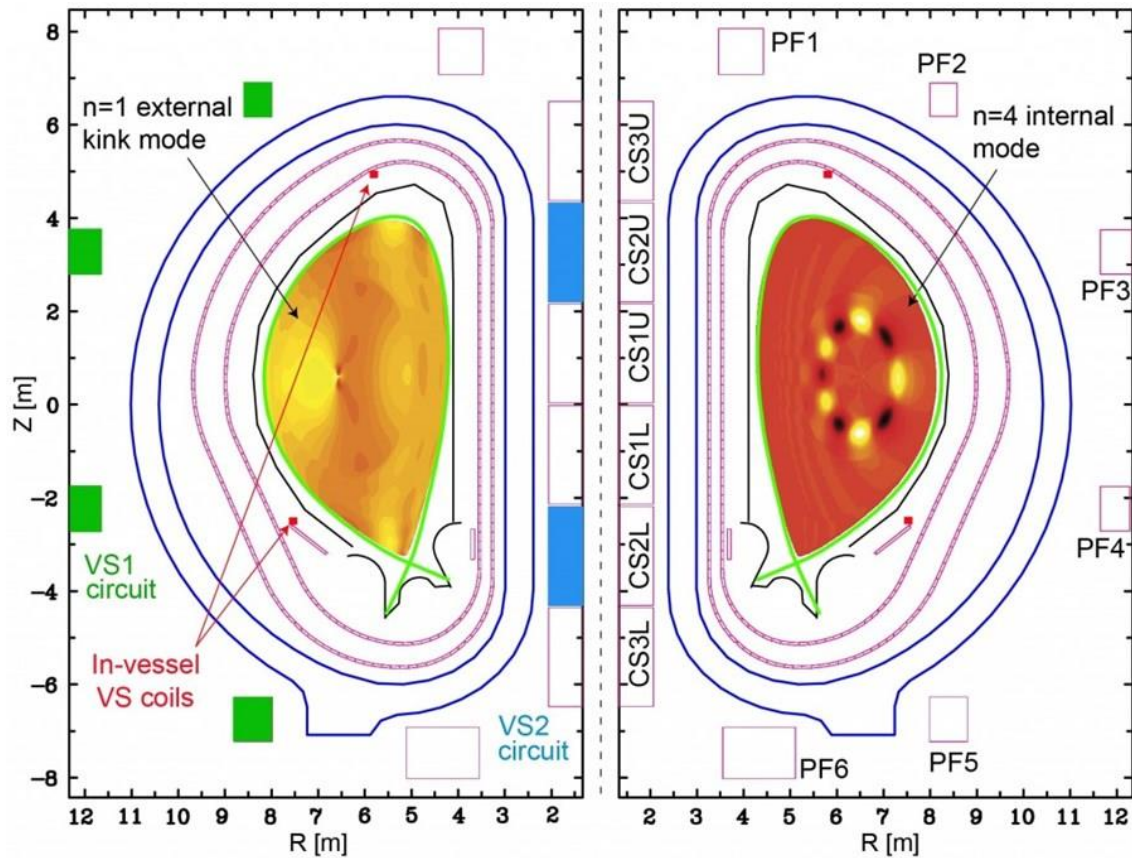 8
6
4
2
0
−2
−4
−6
−8
Z [m]
n=1 external
kink mode
VS1
circuit
In-vessel
VS coils
VS2
circuit
12 11 10 9 8 7 6 5 4 3 2
R [m]
PF1
PF2
n=4 internal
mode
CS3U
CS2U
CS1U
CS1L
CS2L
CS3L
PF3
PF4
PF5
PF6
2 3 4 5 6 7 8 9 10 11 12
R [m]